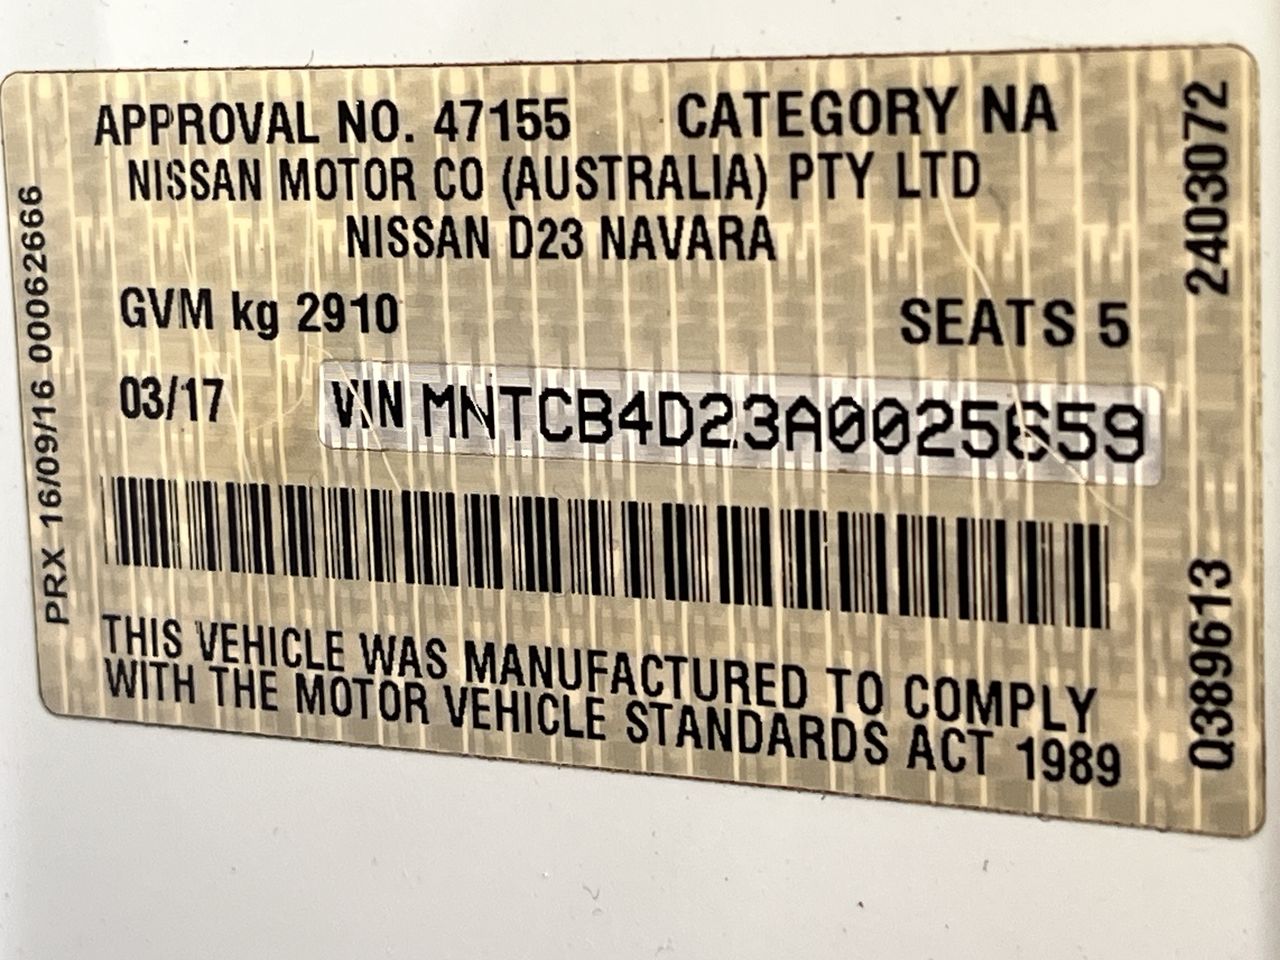 APPROVAL NO. 47155 CATEGORY NA
NISSAN MOTOR CO (AUSTRALIA) PTY LTD
NISSAN D23 NAVARA
GVM kg 2910 SEATS 5
03/17 VIN MNTCB4D23A0025659
THIS VEHICLE WAS MANUFACTURED TO COMPLY
WITH THE MOTOR VEHICLE STANDARDS ACT 1989
PRX 16/09/16 00062666
2403072
Q389613